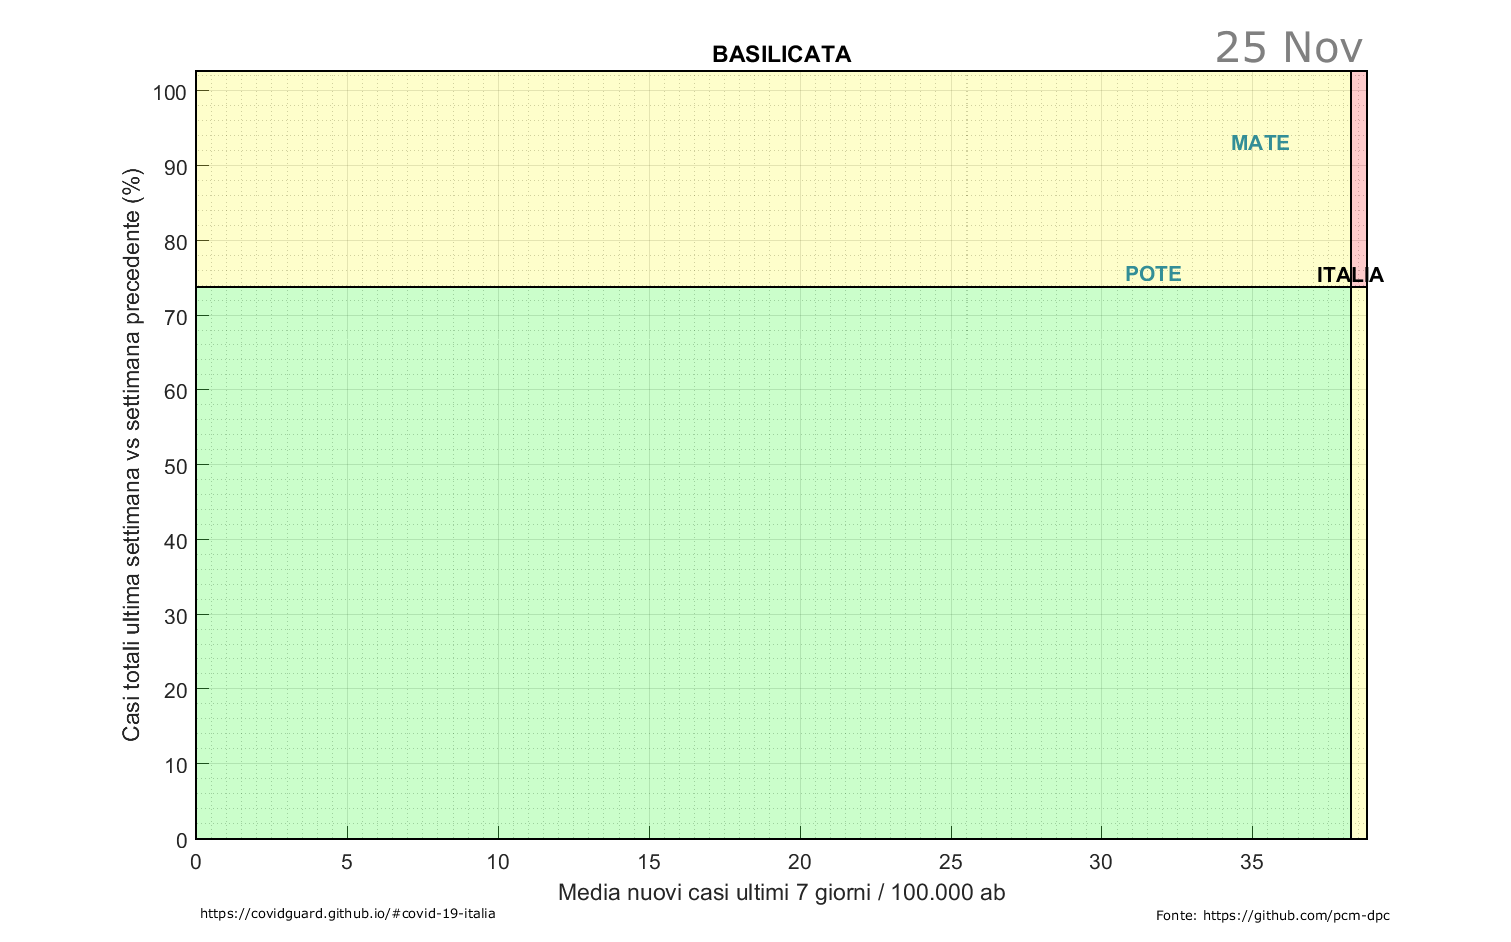 25 Nov
BASILICATA
100
90
80
70
60
50
40
30
20
10
0
Casi totali ultima settimana vs settimana precedente (%)
MATE
POTE
ITALIA
0 5 10 15 20 25 30 35
Media nuovi casi ultimi 7 giorni / 100.000 ab
https://covidguard.github.io/#covid-19-italia
Fonte: https://github.com/pcm-dpc